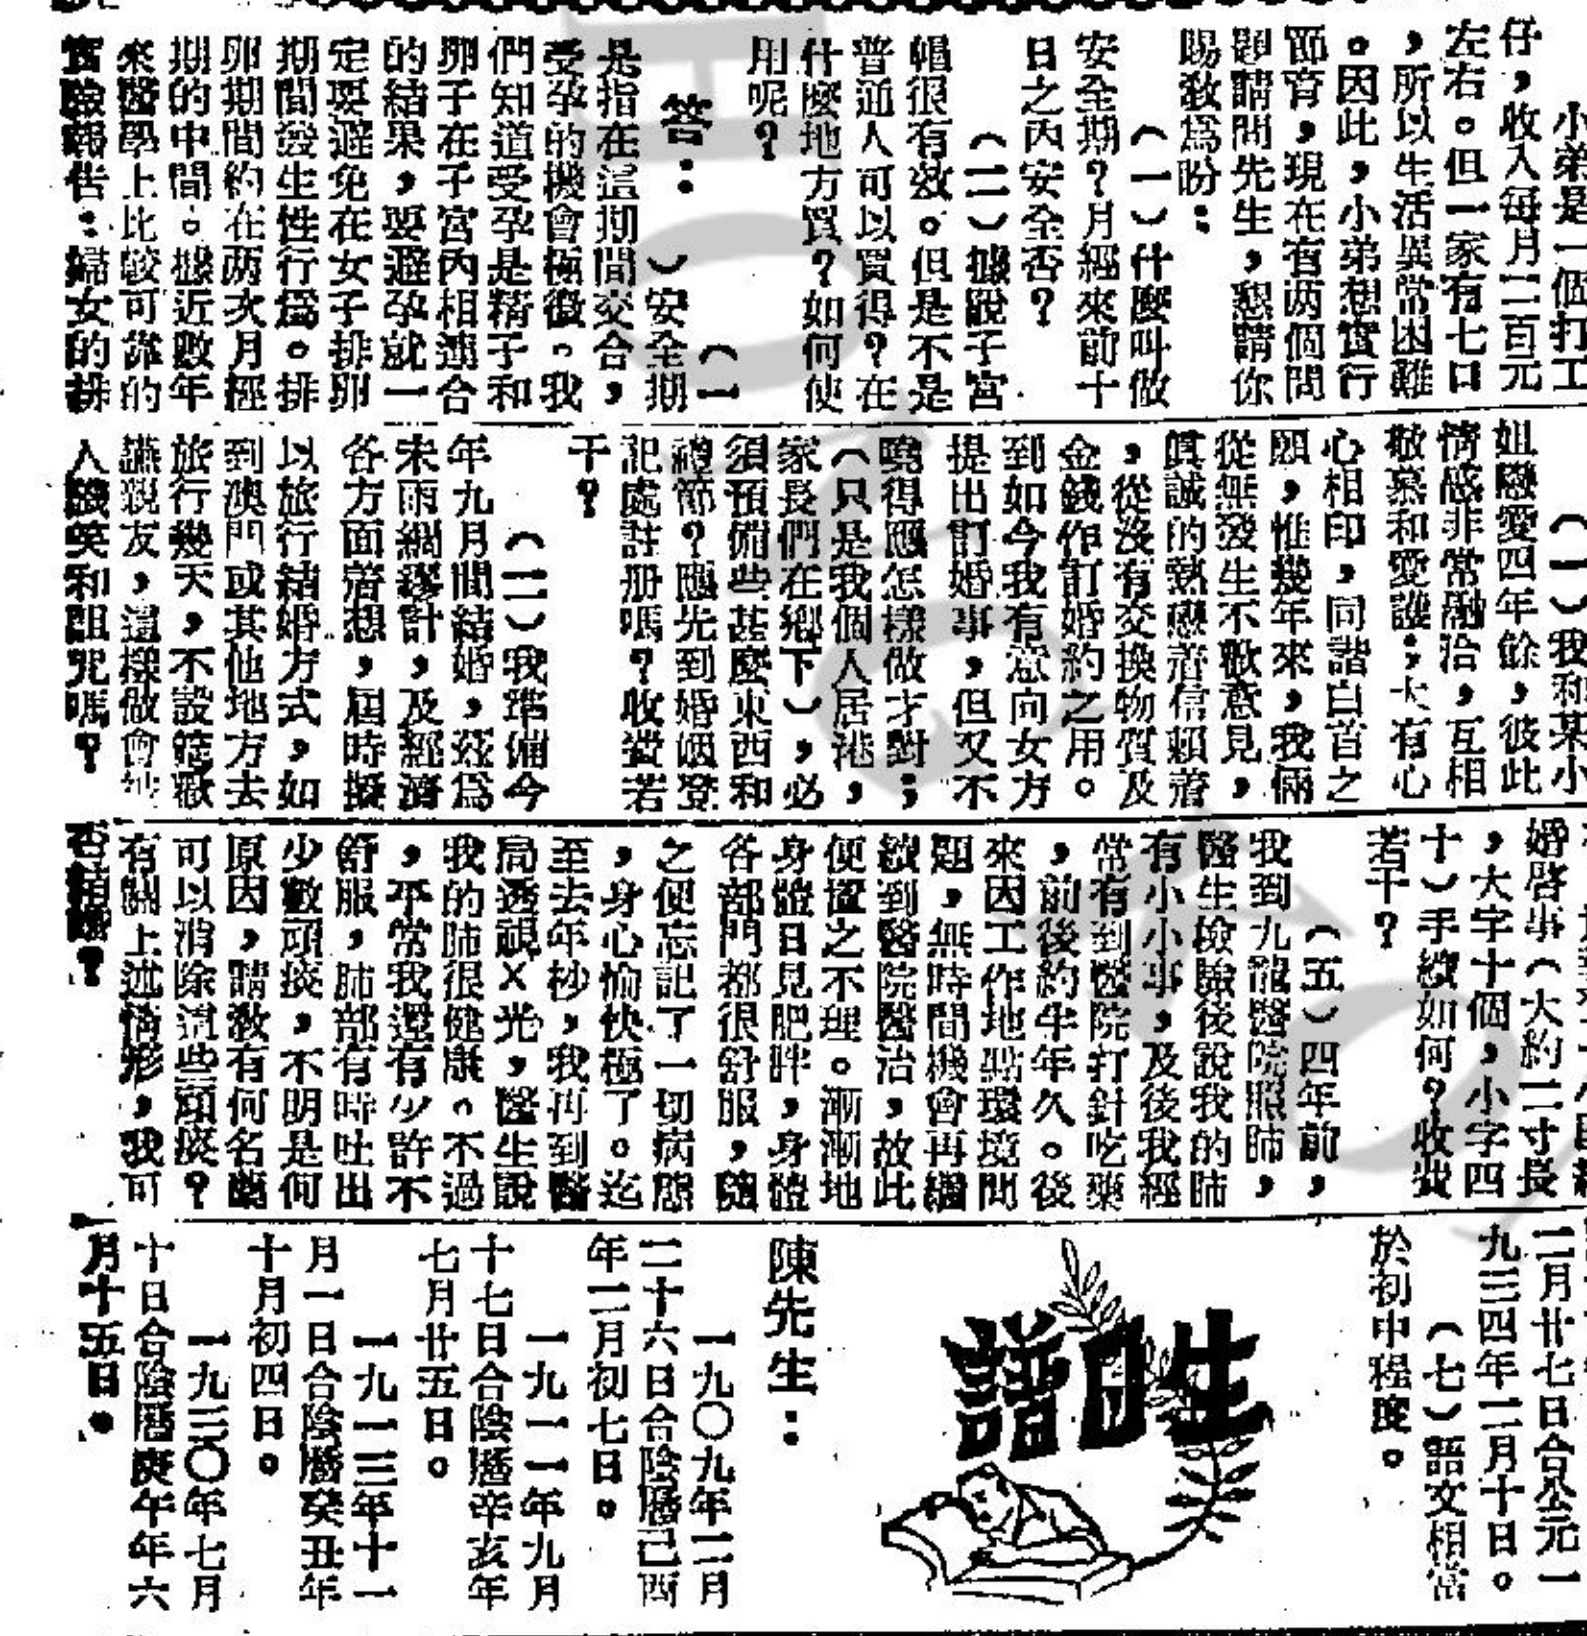 小弟是一個打工
仔，收入每月二百元
左右。但一家有七口
，所以生活異常困難
。因此，小弟想實行
節育，現在有两個問
題請問先生，懇請你
賜敎爲盼：
（一）什麼叫做
安全期？月經來前十
日之內安全否？
（二）據說子宮
帽很有效。但是不是
普通人可以買得？在
什麼地方買？如何使
用呢？
答：（一
）安全期
是指在這期間交合，
受孕的機會極微。我
們知道受孕是精子和
卵子在子宮內相連合
的結果，要避孕就一
定要避免在女子排卵
期間發生性行爲。排
卵期間約在两次月經
期的中間。據近數年
來醫學上比較可靠的
實驗報告：婦女的排
（一）我和某小
姐戀愛四年餘，彼此
情感非常融洽，互相
敬慕和愛護；大有心
心相印，同諧白首之
願，惟幾年來，我倆
從無發生不歡意見，
眞誠的熱戀着信賴着
，從沒有交換物質及
金錢作訂婚約之用。
到如今我有意向女方
提出訂婚事，但又不
曉得應怎樣做才對；
（只是我個人居港，
家長們在鄉下），必
須預備些甚麼東西和
禮節？應先到婚姻登
記處註册嗎？收費若
干？
（二）我準備今
年九月間結婚，茲爲
未雨綢繆計，及經濟
各方面着想，屆時擬
以旅行結婚方式，如
到澳門或其他地方去
旅行幾天，不設筵歡
讌親友，這樣做會被
人譏笑和詛咒嗎？
婚啓事（大約二寸長
，大字十個，小字四
十）手續如何？收費
若干？
（五）四年前，
我到九龍醫院照肺，
醫生檢驗後說我的肺
有小小事，及後我經
常有到醫院打針吃藥
，前後約半年久。後
來因工作地點環境問
題，無時間機會再繼
續到醫院醫治，故此
便置之不理。漸漸地
身體日見肥胖，身體
各部門都很舒服，隨
之便忘記了一切病態
，身心愉快極了。迄
至去年杪，我再到醫
局透視X光，醫生說
我的肺很健康。不過
，平常我還有少許不
舒服，肺部有時吐出
少數頑痰，不明是何
原因，請敎有何名藥
可以消除這些頑痰？
有關上述情形，我可
否結婚？
二月廿七日合公元一
九三四年二月十日。
（七）語文相當
於初中程度。
生日譜
陳先生：
一九〇九年二月
二十六日合陰曆己酉
年二月初七日。
一九一一年九月
十七日合陰曆辛亥年
七月廿五日。
一九一三年十一
月一日合陰曆癸丑年
十月初四日。
一九三〇年七月
十日合陰曆庚午年六
月十五日。